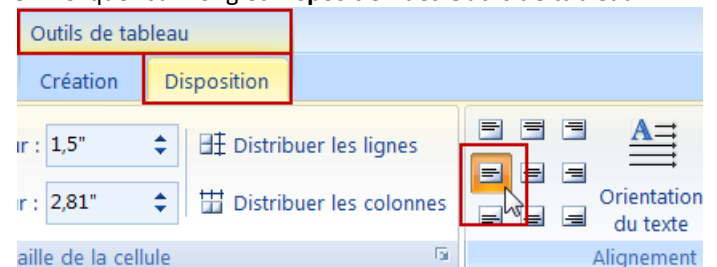 Outils de tableau
Création Disposition
ur : 1,5" Distribuer les lignes
r : 2,81" Distribuer les colonnes
Orientation
du texte
aille de la cellule Alignement